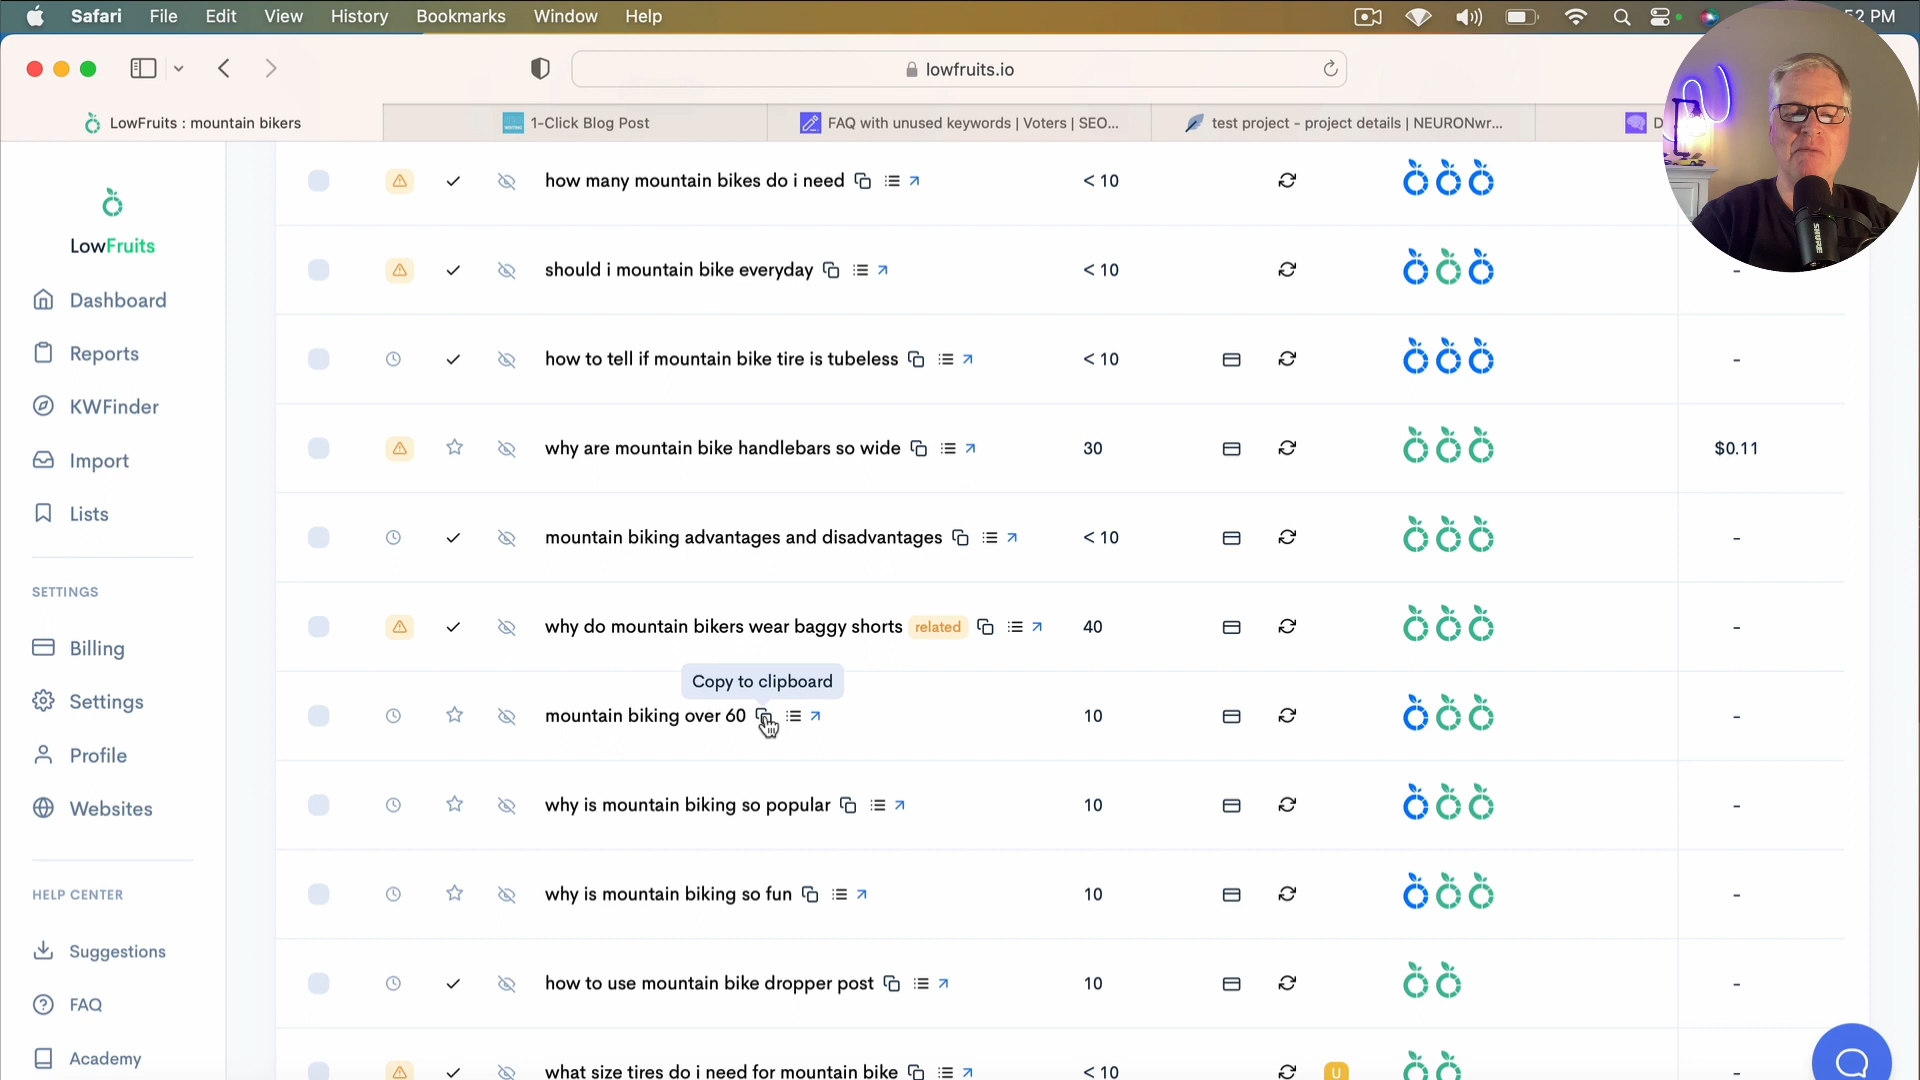 Safari File Edit View History Bookmarks Window Help
52 PM
lowfruits.io
LowFruits : mountain bikers
1-Click Blog Post
FAQ with unused keywords | Voters | SEO...
test project - project details | NEURONwr...
D
LowFruits
Dashboard
Reports
KWFinder
Import
Lists
SETTINGS
Billing
Settings
Profile
Websites
HELP CENTER
Suggestions
FAQ
Academy
how many mountain bikes do i need < 10
should i mountain bike everyday < 10 -
how to tell if mountain bike tire is tubeless < 10 -
why are mountain bike handlebars so wide 30 $0.11
mountain biking advantages and disadvantages < 10 -
why do mountain bikers wear baggy shorts related 40 -
Copy to clipboard
mountain biking over 60 10 -
why is mountain biking so popular 10 -
why is mountain biking so fun 10 -
how to use mountain bike dropper post 10 -
what size tires do i need for mountain bike < 10 U -
SHURE